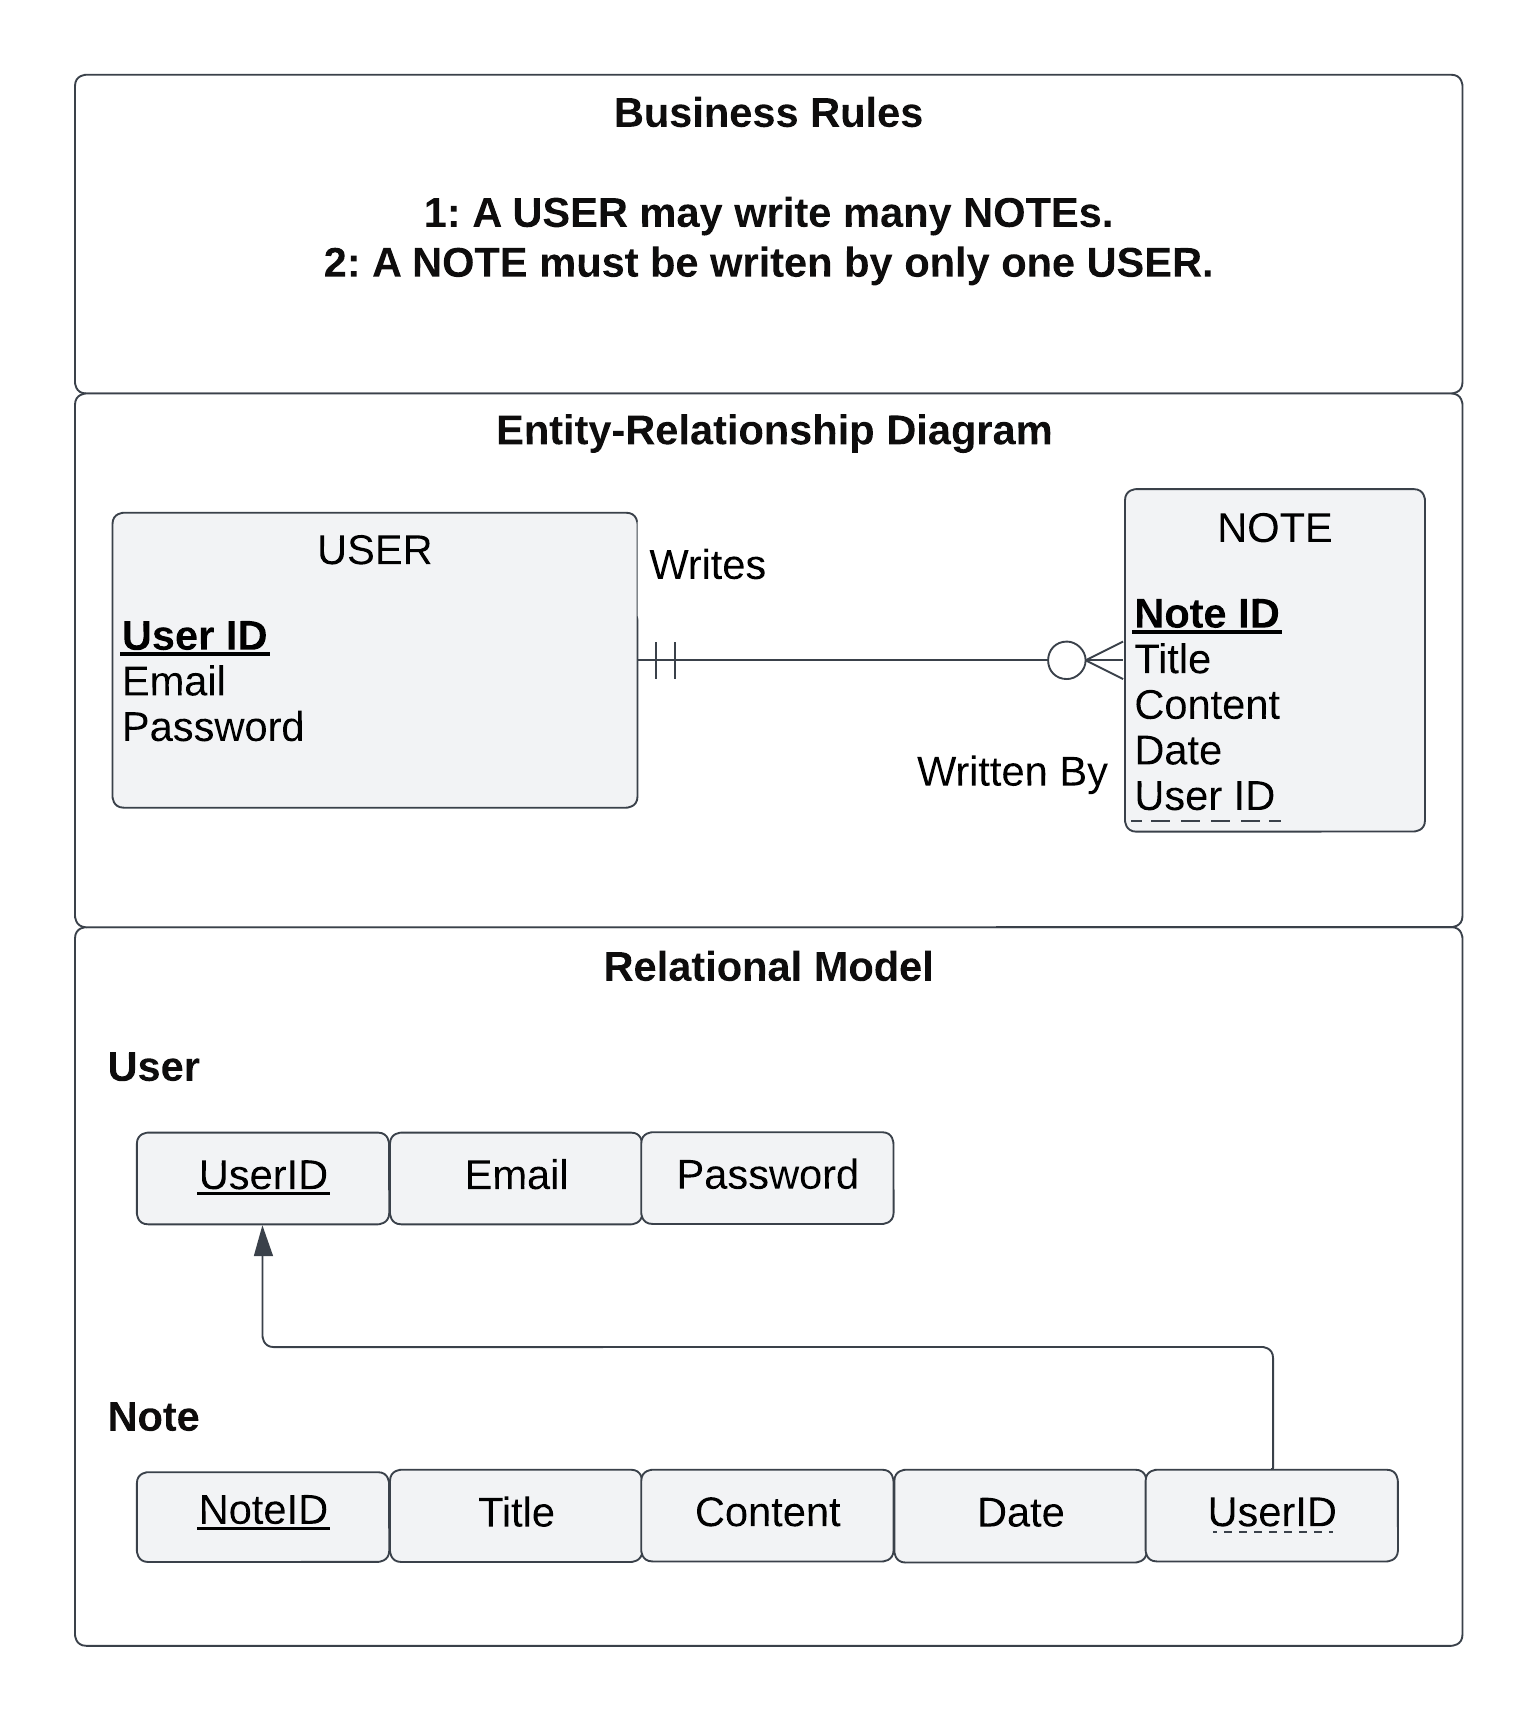 Business Rules
1: A USER may write many NOTEs.
2: A NOTE must be writen by only one USER.
Entity-Relationship Diagram
USER
User ID
Email
Password
Writes
Written By
NOTE
Note ID
Title
Content
Date
User ID
Relational Model
User
UserID
Email
Password
Note
NoteID
Title
Content
Date
UserID